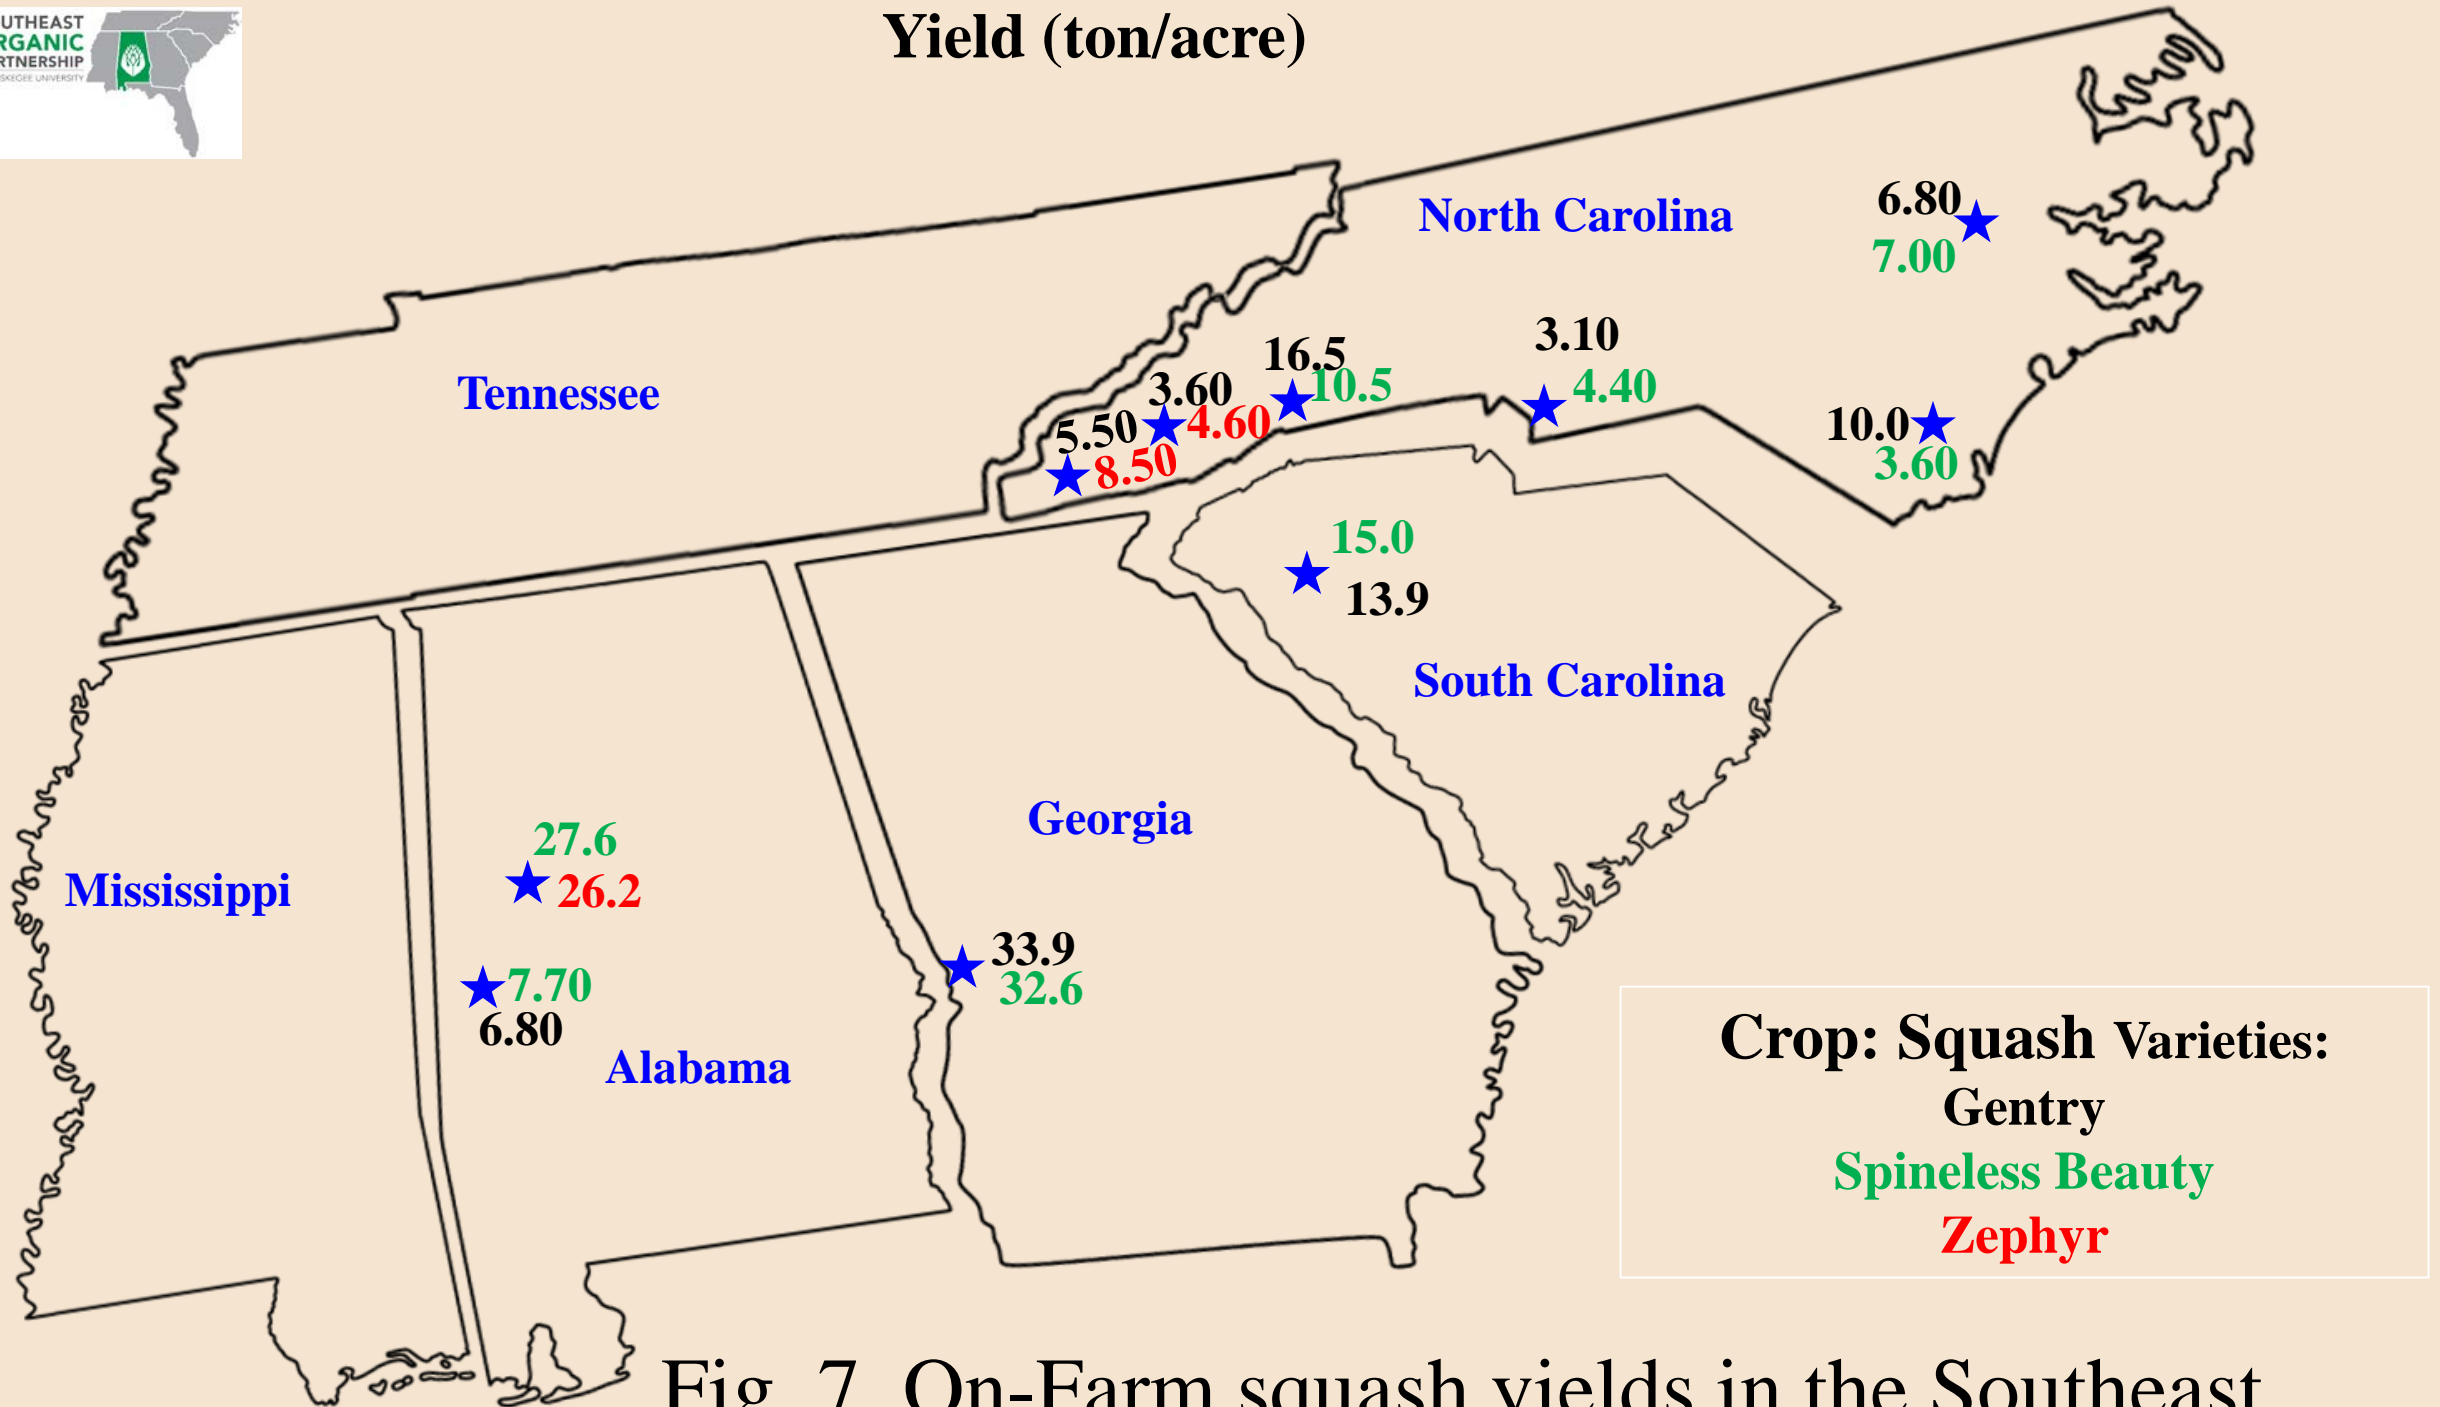 UTHEAST
RGANIC
RTNERSHIP
SKEGEE UNIVERSITY
Yield (ton/acre)
North Carolina
6.80
7.00
Tennessee
16.5
10.5
3.10
4.40
3.60
4.60
5.50
8.50
10.0
3.60
15.0
13.9
South Carolina
Georgia
27.6
26.2
Mississippi
33.9
32.6
7.70
6.80
Alabama
Crop: Squash Varieties:
Gentry
Spineless Beauty
Zephyr
Fig. 7. On-Farm squash yields in the Southeast